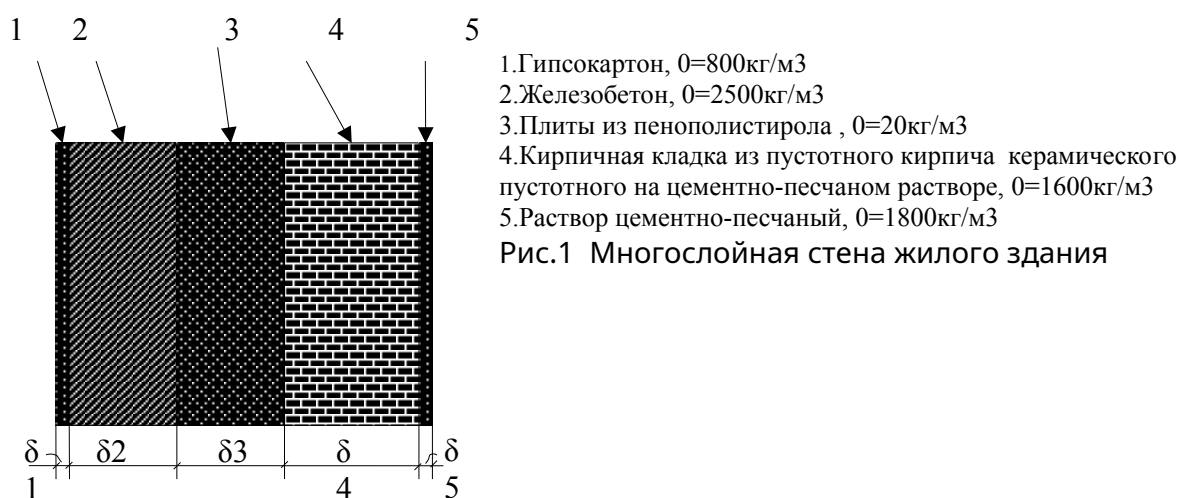 1 2 3 4 5
1.Гипсокартон, 0=800кг/м3
2.Железобетон, 0=2500кг/м3
3.Плиты из пенополистирола , 0=20кг/м3
4.Кирпичная кладка из пустотного кирпича керамического
пустотного на цементно-песчаном растворе, 0=1600кг/м3
5.Раствор цементно-песчаный, 0=1800кг/м3
Рис.1 Многослойная стена жилого здания
δ δ2 δ3 δ δ
1 4 5